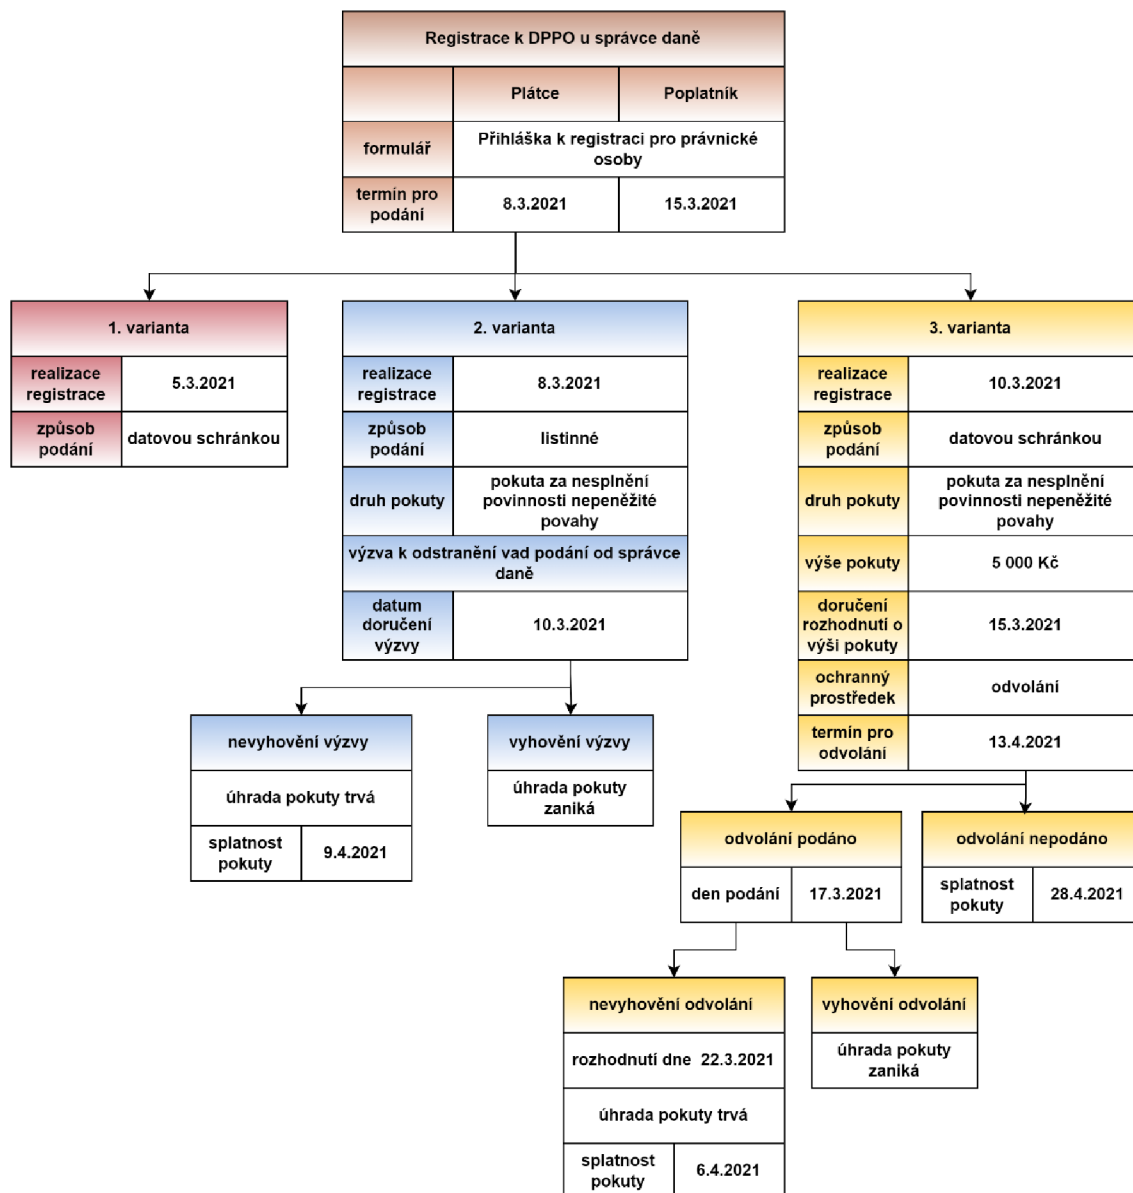 Registrace k DPPO u správce daně
Plátce
Poplatník
formulář
Přihláška k registraci pro právnické
osoby
termín pro
podání
8.3.2021
15.3.2021
1. varianta
realizace
registrace
5.3.2021
způsob
podání
datovou schránkou
2. varianta
realizace
registrace
8.3.2021
způsob
podání
listinné
druh pokuty
pokuta za nesplnění
povinnosti nepeněžité
povahy
výzva k odstranění vad podání od správce
daně
datum
doručení
výzvy
10.3.2021
3. varianta
realizace
registrace
10.3.2021
způsob
podání
datovou schránkou
druh pokuty
pokuta za nesplnění
povinnosti nepeněžité
povahy
výše pokuty
5 000 Kč
doručení
rozhodnutí o
výši pokuty
15.3.2021
ochranný
prostředek
odvolání
termín pro
odvolání
13.4.2021
nevyhovění výzvy
úhrada pokuty trvá
splatnost
pokuty
9.4.2021
vyhovění výzvy
úhrada pokuty
zaniká
odvolání podáno
den podání
17.3.2021
odvolání nepodáno
splatnost
pokuty
28.4.2021
nevyhovění odvolání
rozhodnutí dne 22.3.2021
úhrada pokuty trvá
splatnost
pokuty
6.4.2021
vyhovění odvolání
úhrada pokuty
zaniká